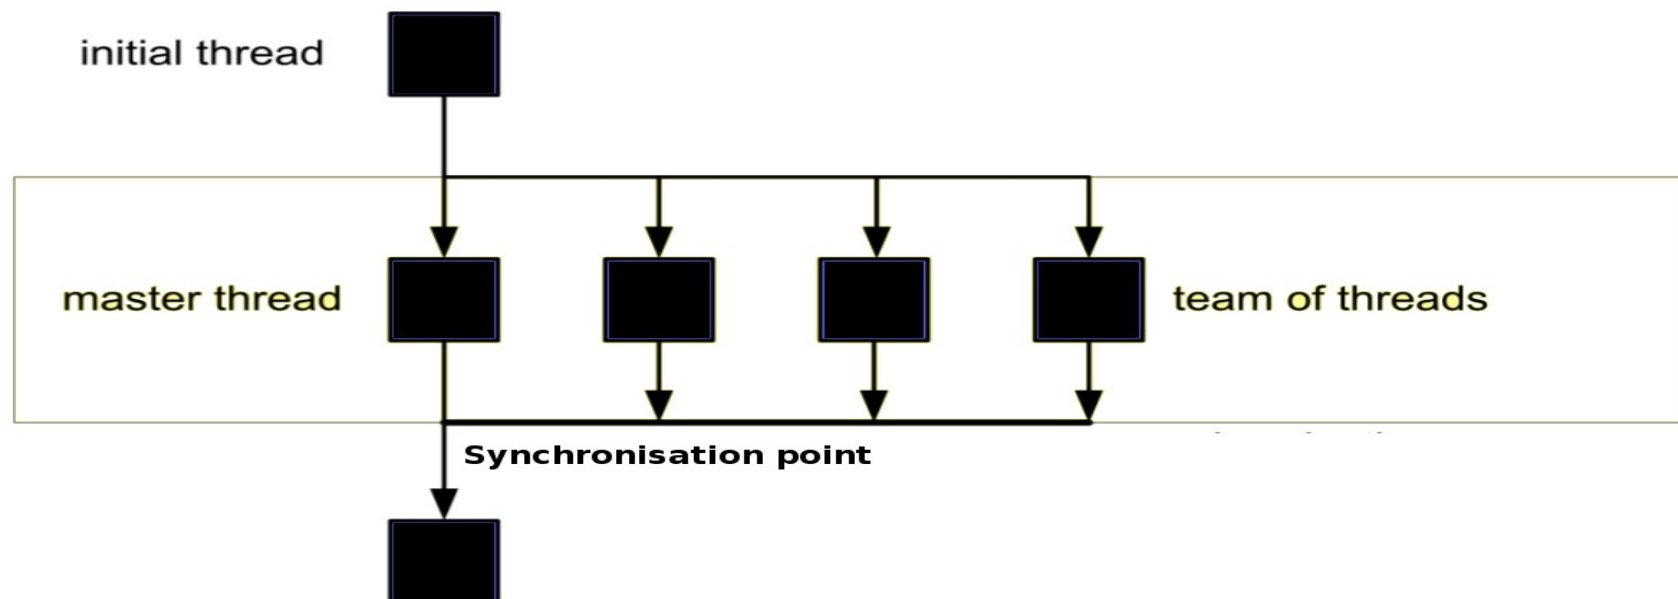 initial thread
master thread
team of threads
Synchronisation point